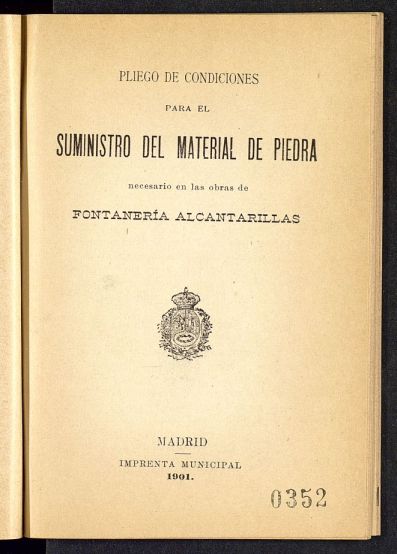 PLIEGO DE CONDICIONES
PARA EL
SUMINISTRO DEL MATERIAL DE PIEDRA
necesario en las obras de
FONTANERÍA ALCANTARILLAS
MADRID
IMPRENTA MUNICIPAL
1901.
0352